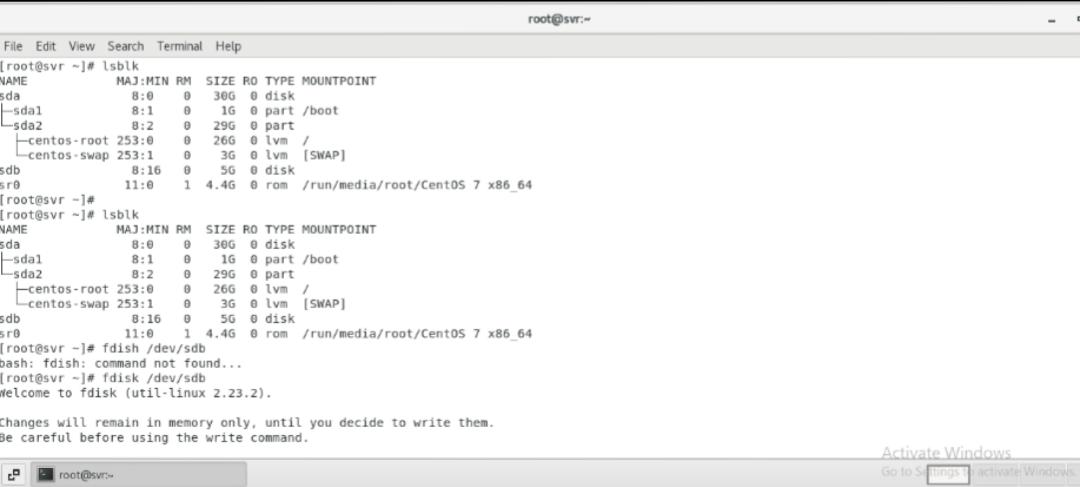 root@svr:~
File Edit View Search Terminal Help
[root@svr ~]# lsblk
NAME MAJ:MIN RM SIZE RO TYPE MOUNTPOINT
sda 8:0 0 30G 0 disk
├─sda1 8:1 0 1G 0 part /boot
└─sda2 8:2 0 29G 0 part
├─centos-root 253:0 0 26G 0 lvm /
└─centos-swap 253:1 0 3G 0 lvm [SWAP]
sdb 8:16 0 5G 0 disk
sr0 11:0 1 4.4G 0 rom /run/media/root/CentOS 7 x86_64
[root@svr ~]#
[root@svr ~]# lsblk
NAME MAJ:MIN RM SIZE RO TYPE MOUNTPOINT
sda 8:0 0 30G 0 disk
├─sda1 8:1 0 1G 0 part /boot
└─sda2 8:2 0 29G 0 part
├─centos-root 253:0 0 26G 0 lvm /
└─centos-swap 253:1 0 3G 0 lvm [SWAP]
sdb 8:16 0 5G 0 disk
sr0 11:0 1 4.4G 0 rom /run/media/root/CentOS 7 x86_64
[root@svr ~]# fdish /dev/sdb
bash: fdish: command not found...
[root@svr ~]# fdisk /dev/sdb
Welcome to fdisk (util-linux 2.23.2).
Changes will remain in memory only, until you decide to write them.
Be careful before using the write command.
Activate Windows
Go to Settings to activate Windows.
root@svr:~